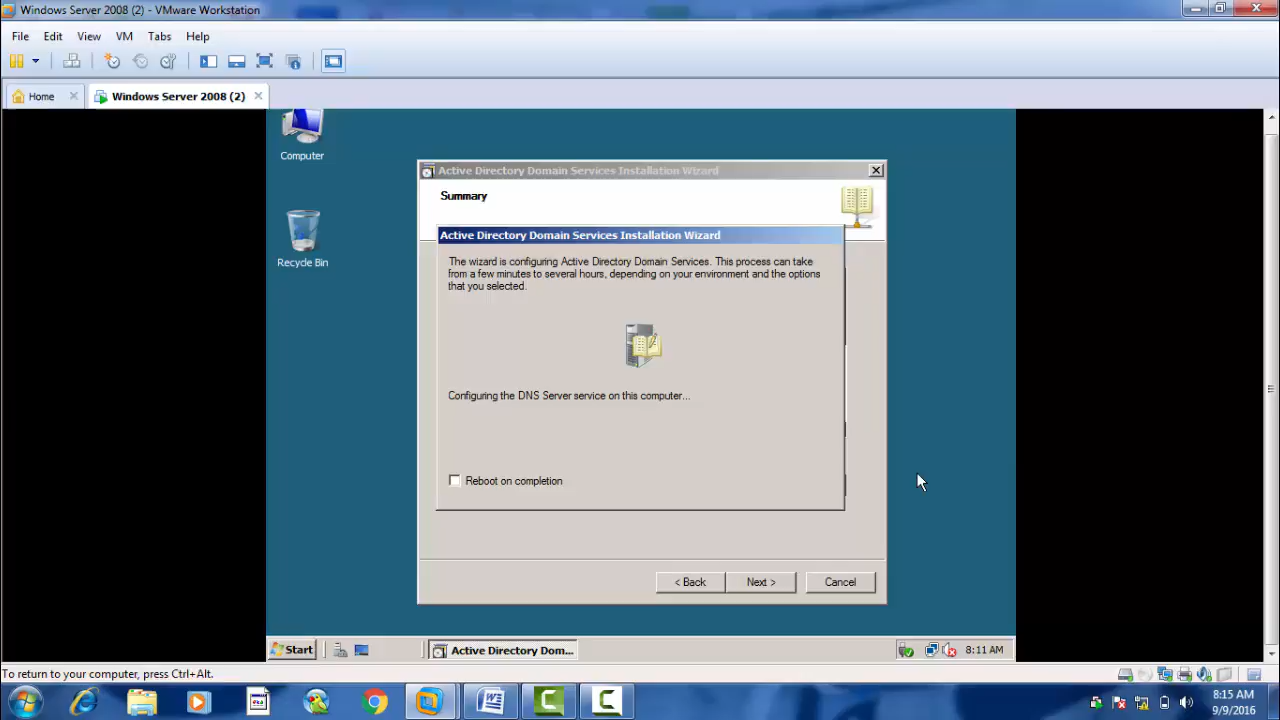 Windows Server 2008 (2) - VMware Workstation
File Edit View VM Tabs Help
Home Windows Server 2008 (2)
Computer
Recycle Bin
Active Directory Domain Services Installation Wizard
Summary
Active Directory Domain Services Installation Wizard
The wizard is configuring Active Directory Domain Services. This process can take
from a few minutes to several hours, depending on your environment and the options
that you selected.
Configuring the DNS Server service on this computer...
Reboot on completion
< Back Next > Cancel
Start Active Directory Dom... 8:11 AM
To return to your computer, press Ctrl+Alt.
8:15 AM
9/9/2016